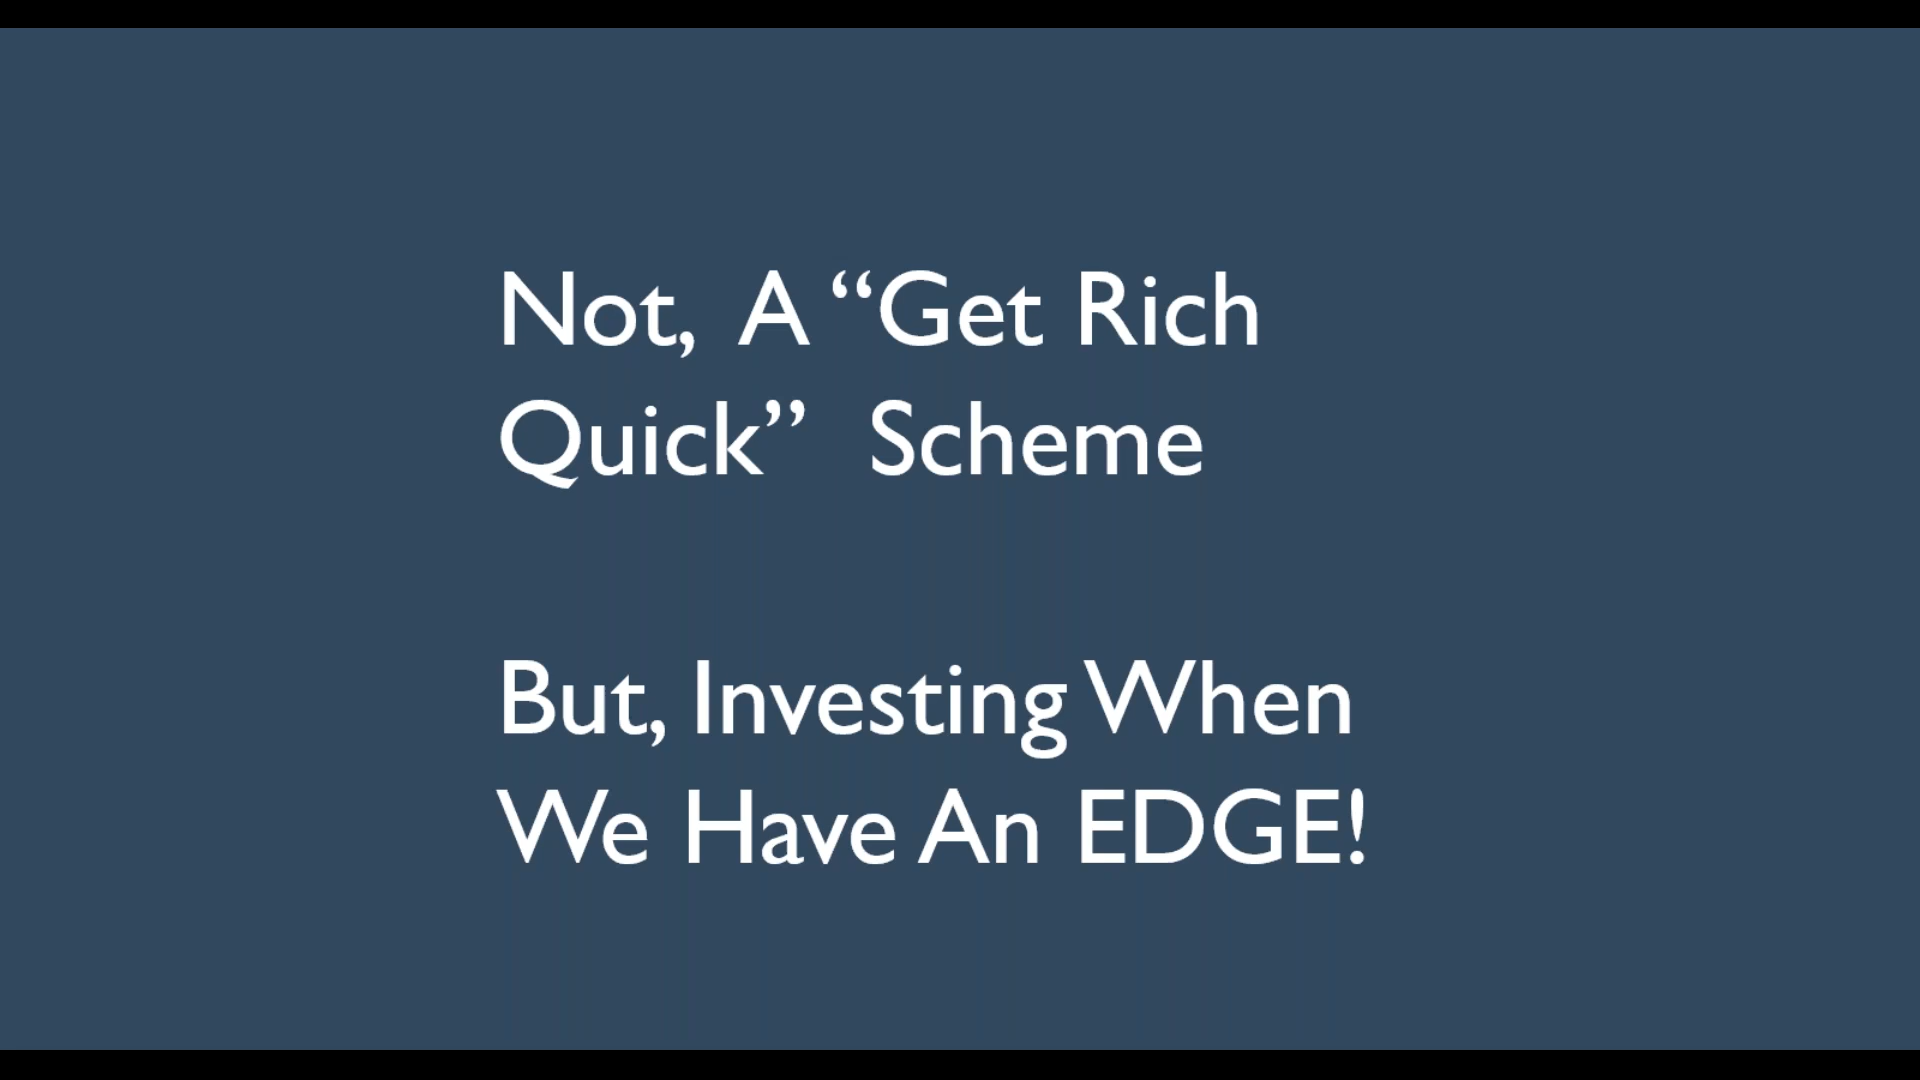 Not, A “Get Rich
Quick” Scheme
But, Investing When
We Have An EDGE!